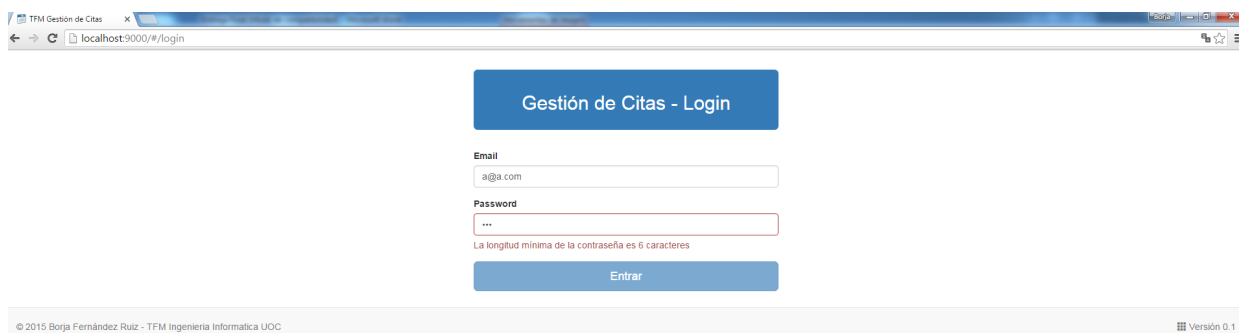 TFM Gestión de Citas
Borja
localhost:9000/#/login
Gestión de Citas - Login
Email
a@a.com
Password
•••
La longitud mínima de la contraseña es 6 caracteres
Entrar
© 2015 Borja Fernández Ruiz - TFM Ingenieria Informatica UOC
Versión 0.1